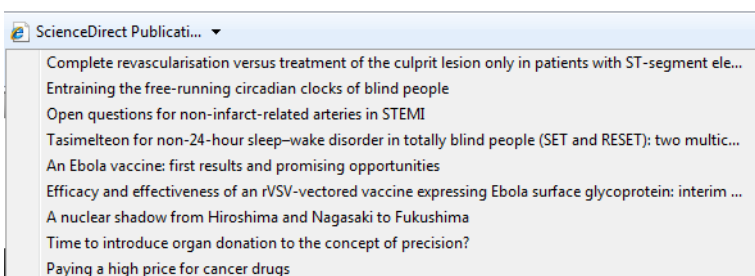 ScienceDirect Publicati...
Complete revascularisation versus treatment of the culprit lesion only in patients with ST-segment ele...
Entraining the free-running circadian clocks of blind people
Open questions for non-infarct-related arteries in STEMI
Tasimelteon for non-24-hour sleep–wake disorder in totally blind people (SET and RESET): two multic...
An Ebola vaccine: first results and promising opportunities
Efficacy and effectiveness of an rVSV-vectored vaccine expressing Ebola surface glycoprotein: interim ...
A nuclear shadow from Hiroshima and Nagasaki to Fukushima
Time to introduce organ donation to the concept of precision?
Paying a high price for cancer drugs